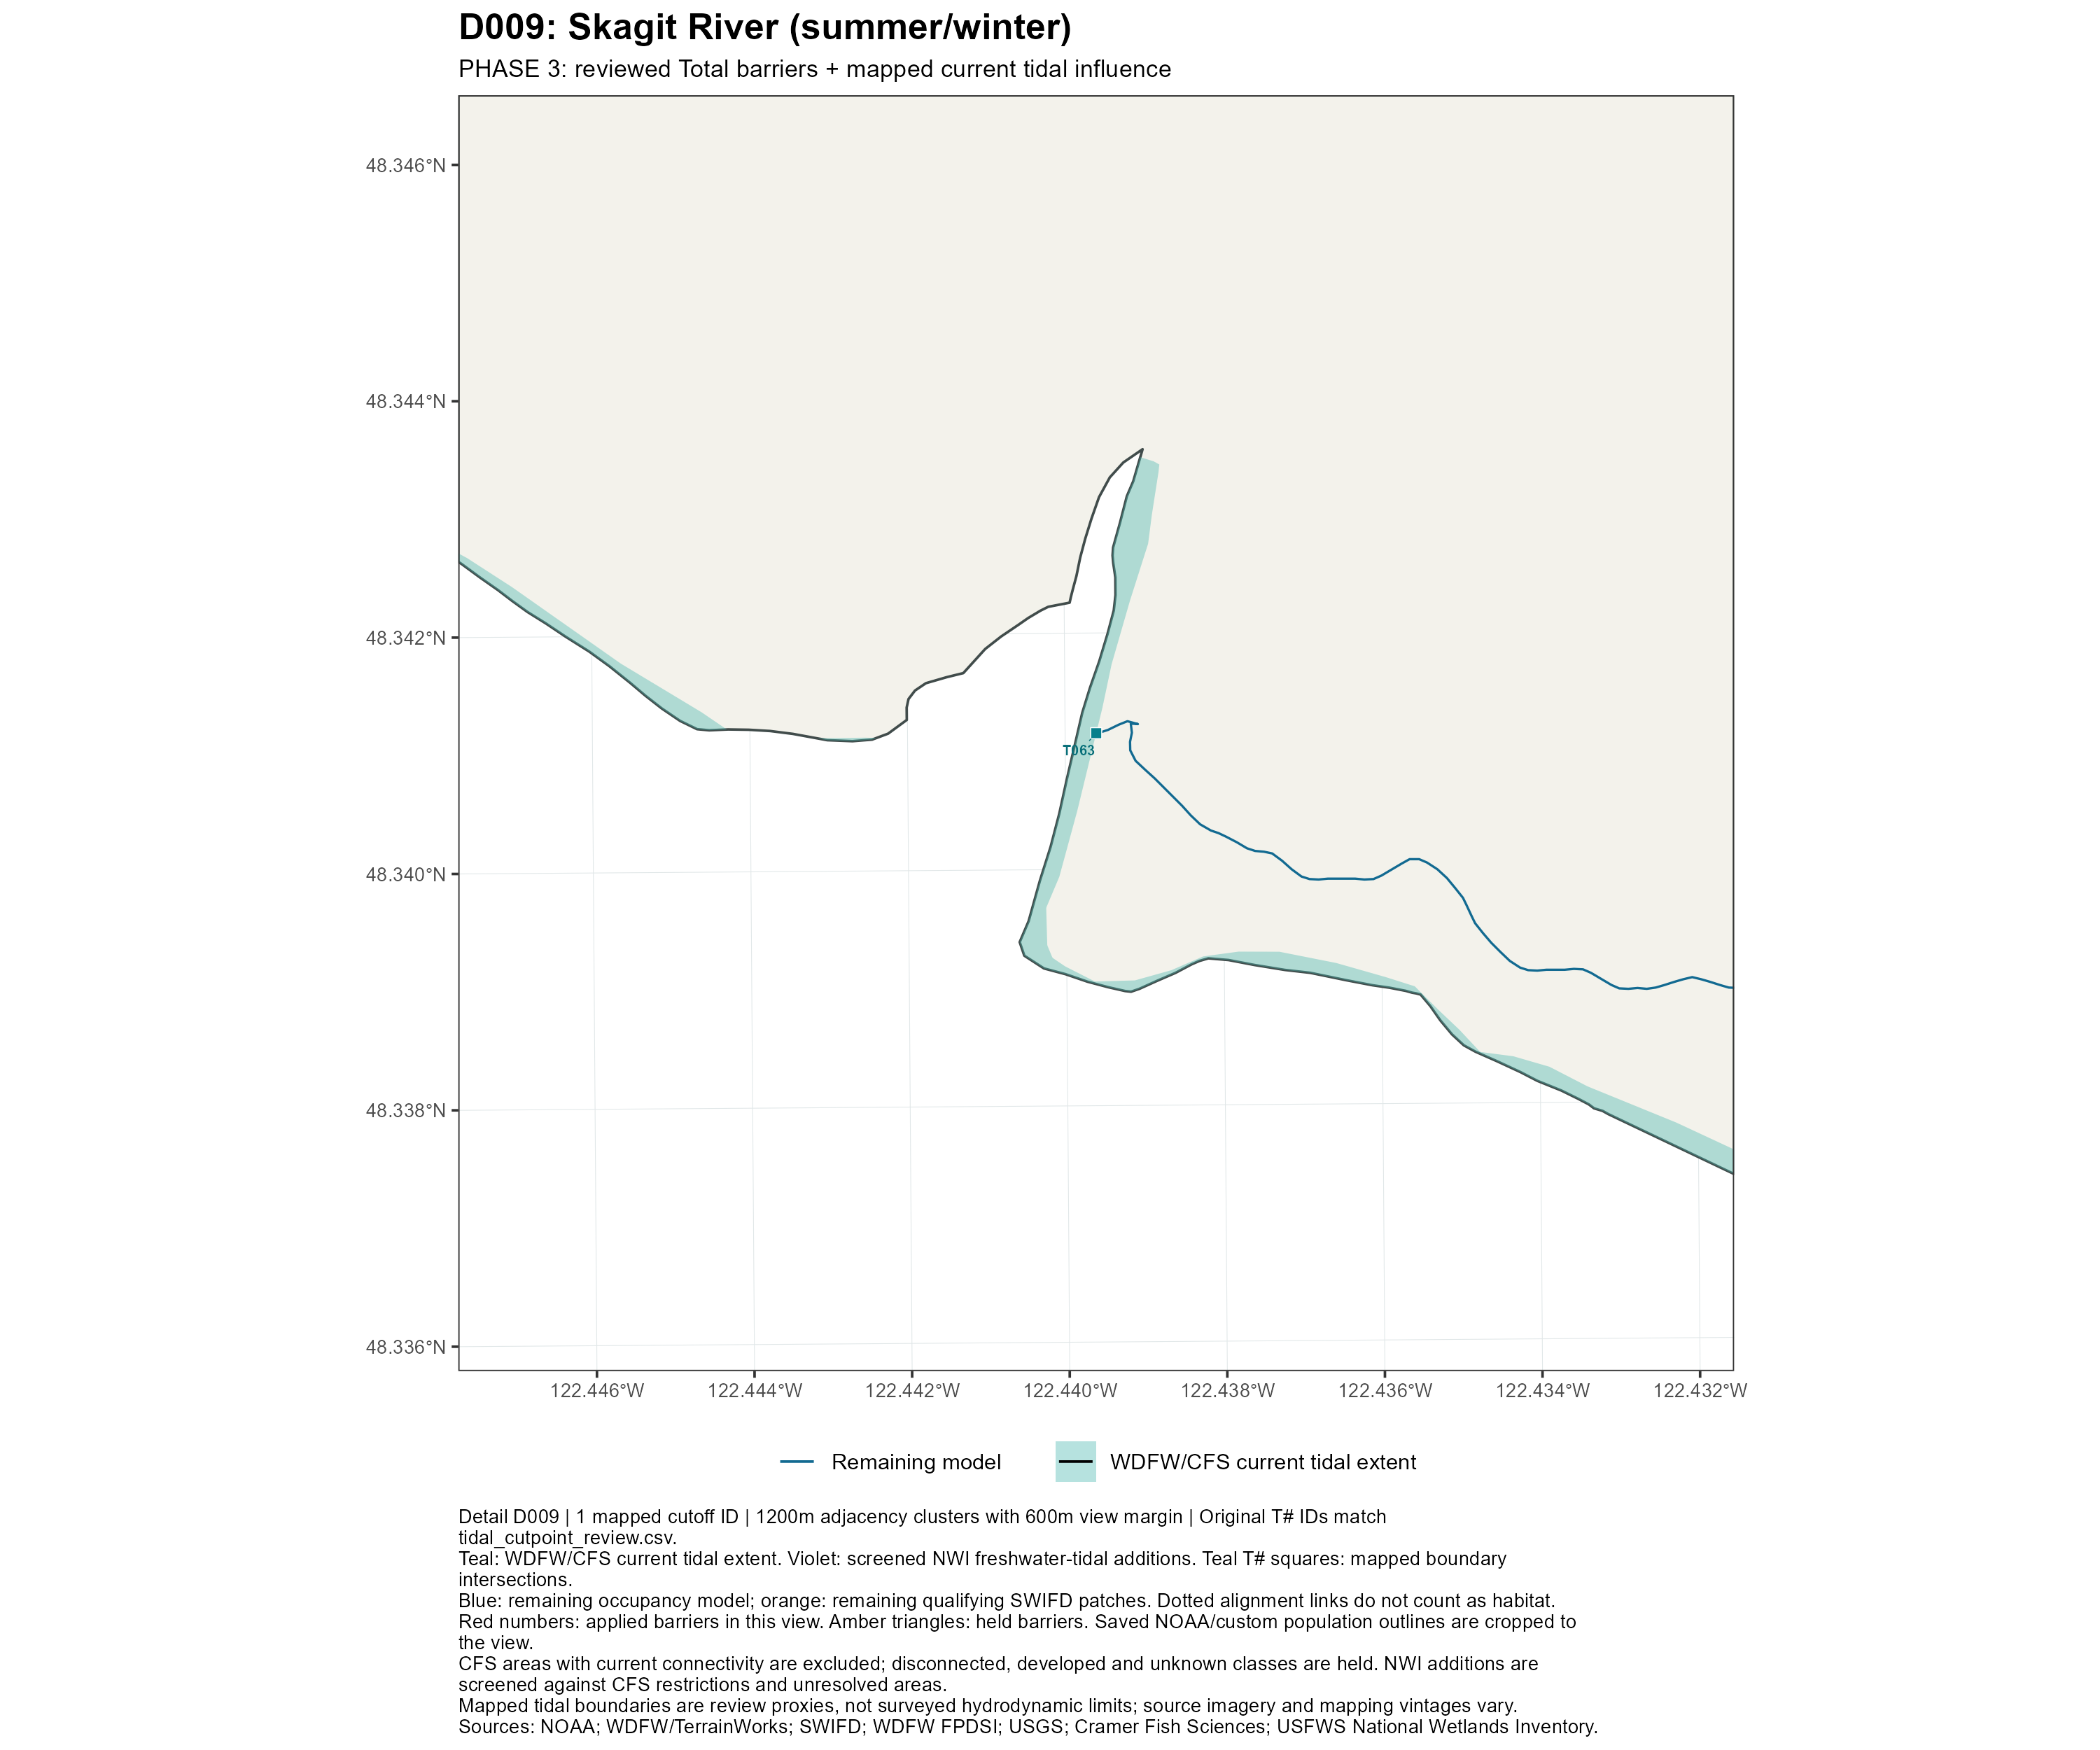 D009: Skagit River (summer/winter)
PHASE 3: reviewed Total barriers + mapped current tidal influence
48.346°N
48.344°N
48.342°N
48.340°N
48.338°N
48.336°N
T063
122.446°W
122.444°W
122.442°W
122.440°W
122.438°W
122.436°W
122.434°W
122.432°W
Remaining model
WDFW/CFS current tidal extent
Detail D009 | 1 mapped cutoff ID | 1200m adjacency clusters with 600m view margin | Original T# IDs match
tidal_cutpoint_review.csv.
Teal: WDFW/CFS current tidal extent. Violet: screened NWI freshwater-tidal additions. Teal T# squares: mapped boundary
intersections.
Blue: remaining occupancy model; orange: remaining qualifying SWIFD patches. Dotted alignment links do not count as habitat.
Red numbers: applied barriers in this view. Amber triangles: held barriers. Saved NOAA/custom population outlines are cropped to
the view.
CFS areas with current connectivity are excluded; disconnected, developed and unknown classes are held. NWI additions are
screened against CFS restrictions and unresolved areas.
Mapped tidal boundaries are review proxies, not surveyed hydrodynamic limits; source imagery and mapping vintages vary.
Sources: NOAA; WDFW/TerrainWorks; SWIFD; WDFW FPDSI; USGS; Cramer Fish Sciences; USFWS National Wetlands Inventory.